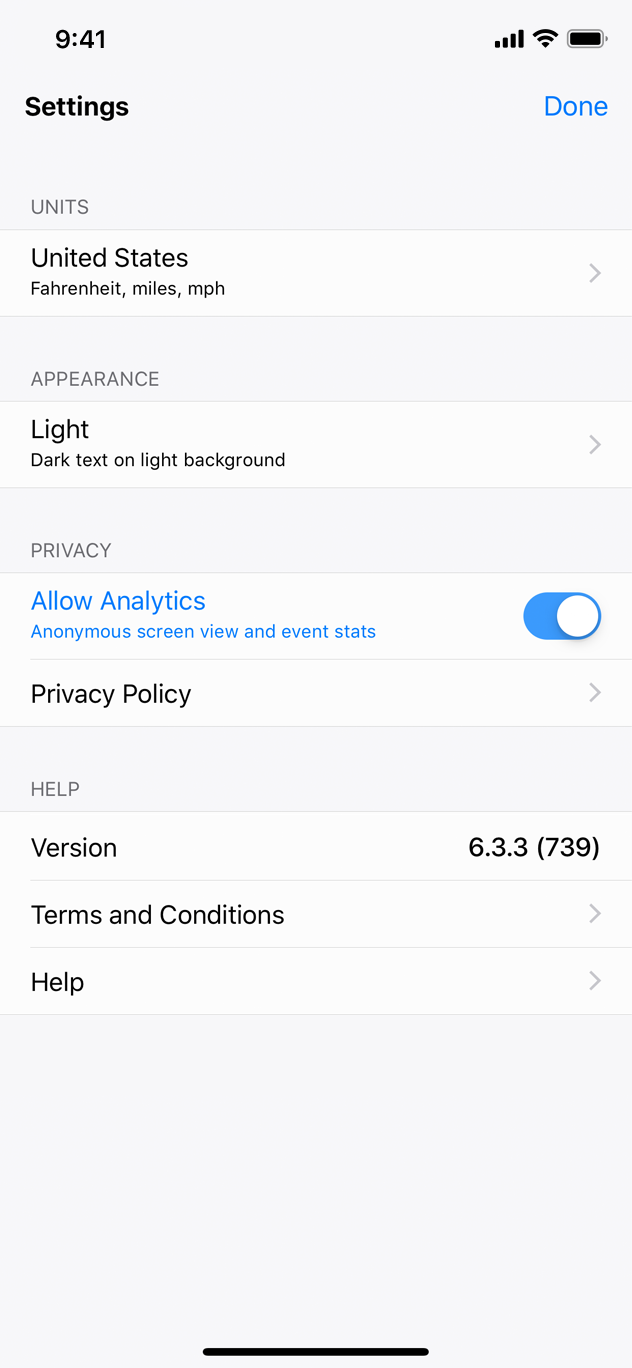 9:41
Settings
Done
UNITS
United States
Fahrenheit, miles, mph
APPEARANCE
Light
Dark text on light background
PRIVACY
Allow Analytics
Anonymous screen view and event stats
Privacy Policy
HELP
Version
6.3.3 (739)
Terms and Conditions
Help